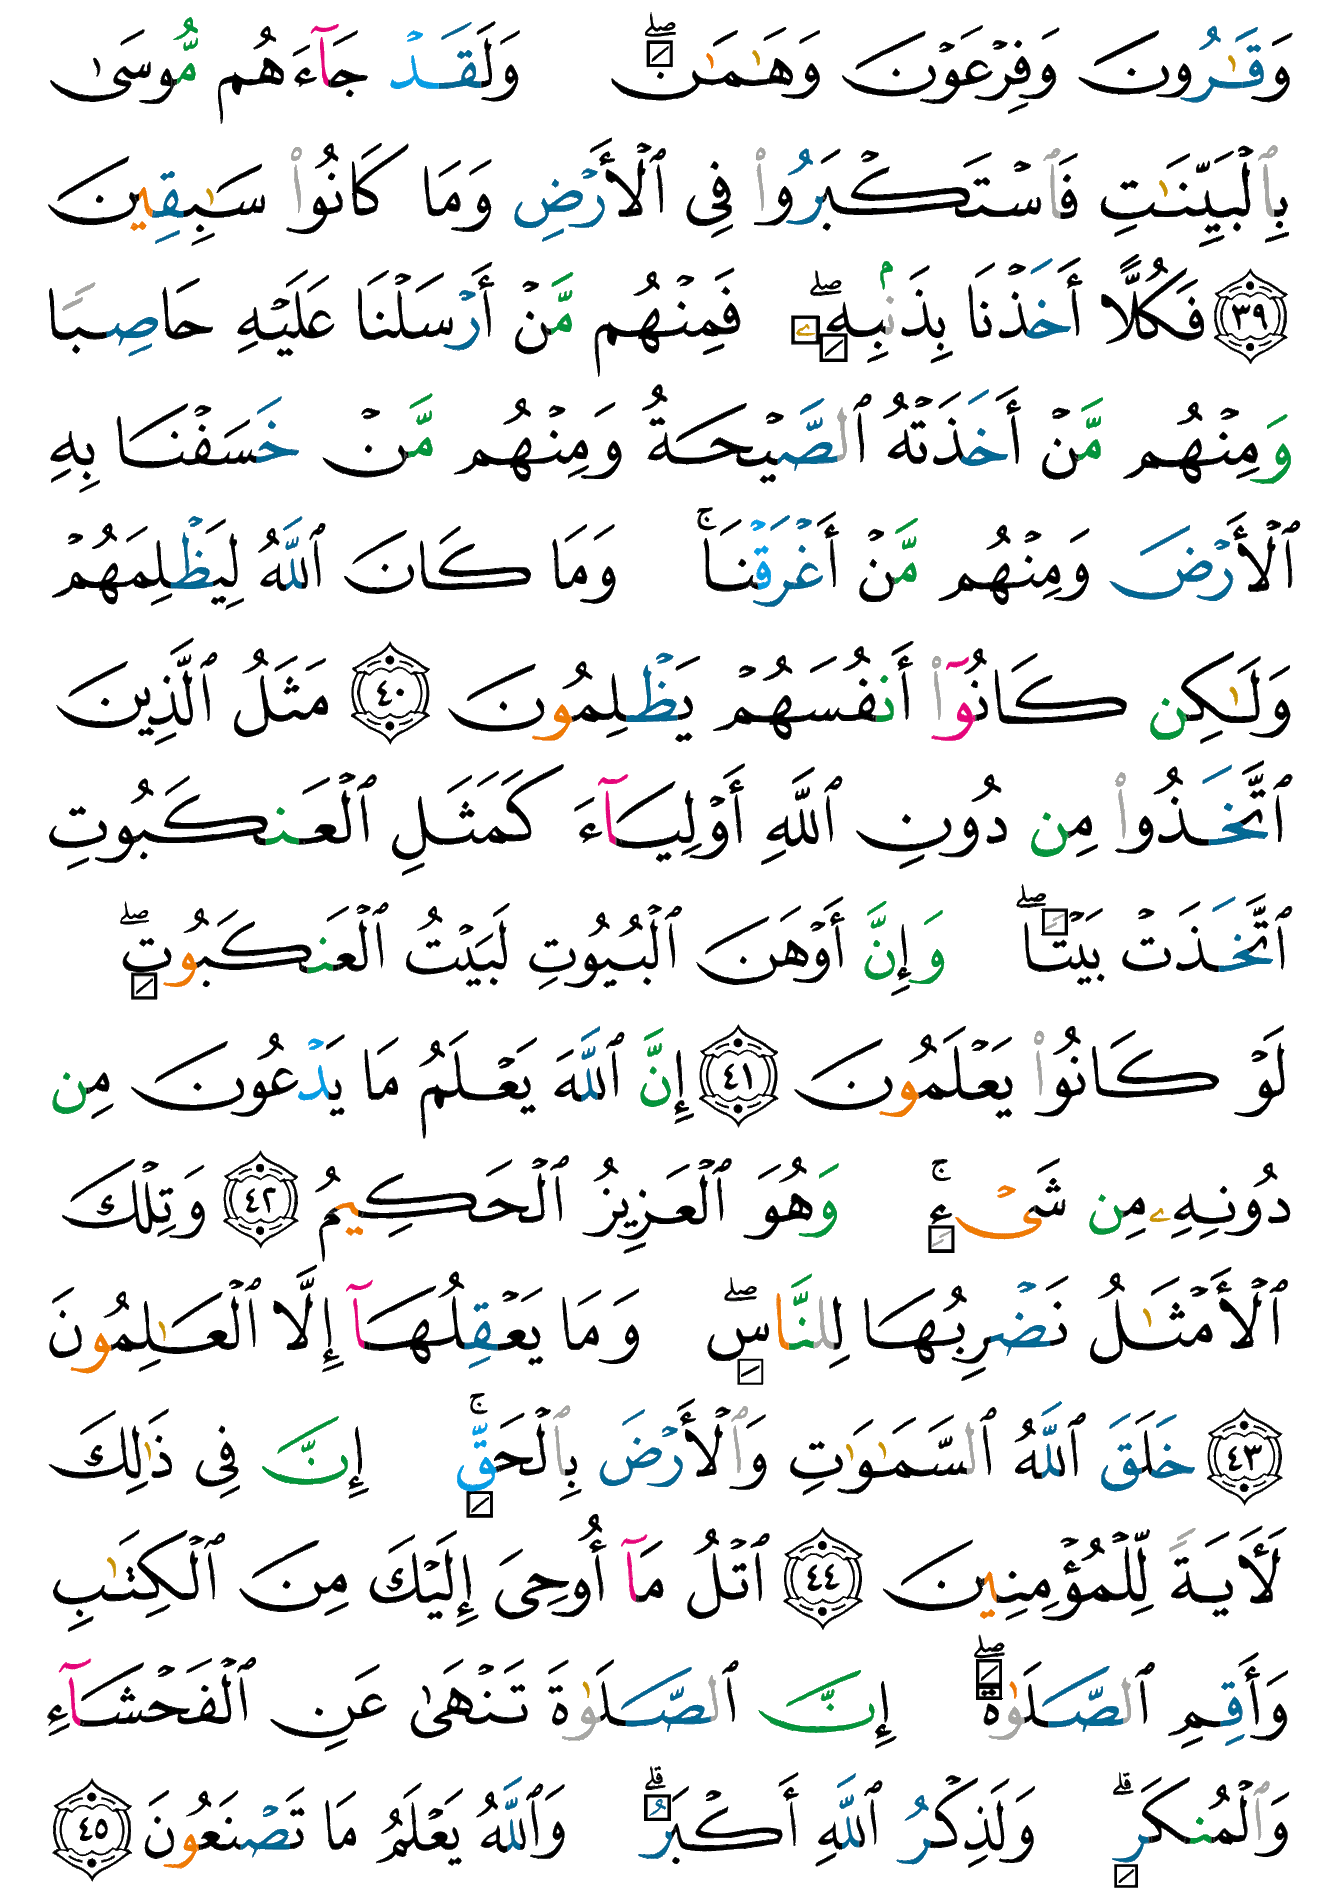 وَقَـٰرُونَ وَفِرْعَوْنَ وَهَـٰمَـٰنَ ۖ وَلَقَدْ جَآءَهُم مُّوسَىٰ
بِٱلْبَيِّنَـٰتِ فَٱسْتَكْبَرُوا۟ فِى ٱلْأَرْضِ وَمَا كَانُوا۟ سَـٰبِقِينَ
٣٩ فَكُلًّا أَخَذْنَا بِذَنۢبِهِۦ ۖ فَمِنْهُم مَّنْ أَرْسَلْنَا عَلَيْهِ حَاصِبًا
وَمِنْهُم مَّنْ أَخَذَتْهُ ٱلصَّيْحَةُ وَمِنْهُم مَّنْ خَسَفْنَا بِهِ
ٱلْأَرْضَ وَمِنْهُم مَّنْ أَغْرَقْنَا ۚ وَمَا كَانَ ٱللَّهُ لِيَظْلِمَهُمْ
وَلَـٰكِن كَانُوٓا۟ أَنفُسَهُمْ يَظْلِمُونَ ٤٠ مَثَلُ ٱلَّذِينَ
ٱتَّخَذُوا۟ مِن دُونِ ٱللَّهِ أَوْلِيَآءَ كَمَثَلِ ٱلْعَنكَبُوتِ
ٱتَّخَذَتْ بَيْتًا ۖ وَإِنَّ أَوْهَنَ ٱلْبُيُوتِ لَبَيْتُ ٱلْعَنكَبُوتِ ۖ
لَوْ كَانُوا۟ يَعْلَمُونَ ٤١ إِنَّ ٱللَّهَ يَعْلَمُ مَا يَدْعُونَ مِن
دُونِهِۦ مِن شَىْءٍ ۚ وَهُوَ ٱلْعَزِيزُ ٱلْحَكِيمُ ٤٢ وَتِلْكَ
ٱلْأَمْثَـٰلُ نَضْرِبُهَا لِلنَّاسِ ۖ وَمَا يَعْقِلُهَآ إِلَّا ٱلْعَـٰلِمُونَ
٤٣ خَلَقَ ٱللَّهُ ٱلسَّمَـٰوَٰتِ وَٱلْأَرْضَ بِٱلْحَقِّ ۚ إِنَّ فِى ذَٰلِكَ
لَـَٔايَةً لِّلْمُؤْمِنِينَ ٤٤ ٱتْلُ مَآ أُوحِىَ إِلَيْكَ مِنَ ٱلْكِتَـٰبِ
وَأَقِمِ ٱلصَّلَوٰةَ ۖ إِنَّ ٱلصَّلَوٰةَ تَنْهَىٰ عَنِ ٱلْفَحْشَآءِ
وَٱلْمُنكَرِ ۗ وَلَذِكْرُ ٱللَّهِ أَكْبَرُ ۗ وَٱللَّهُ يَعْلَمُ مَا تَصْنَعُونَ ٤٥